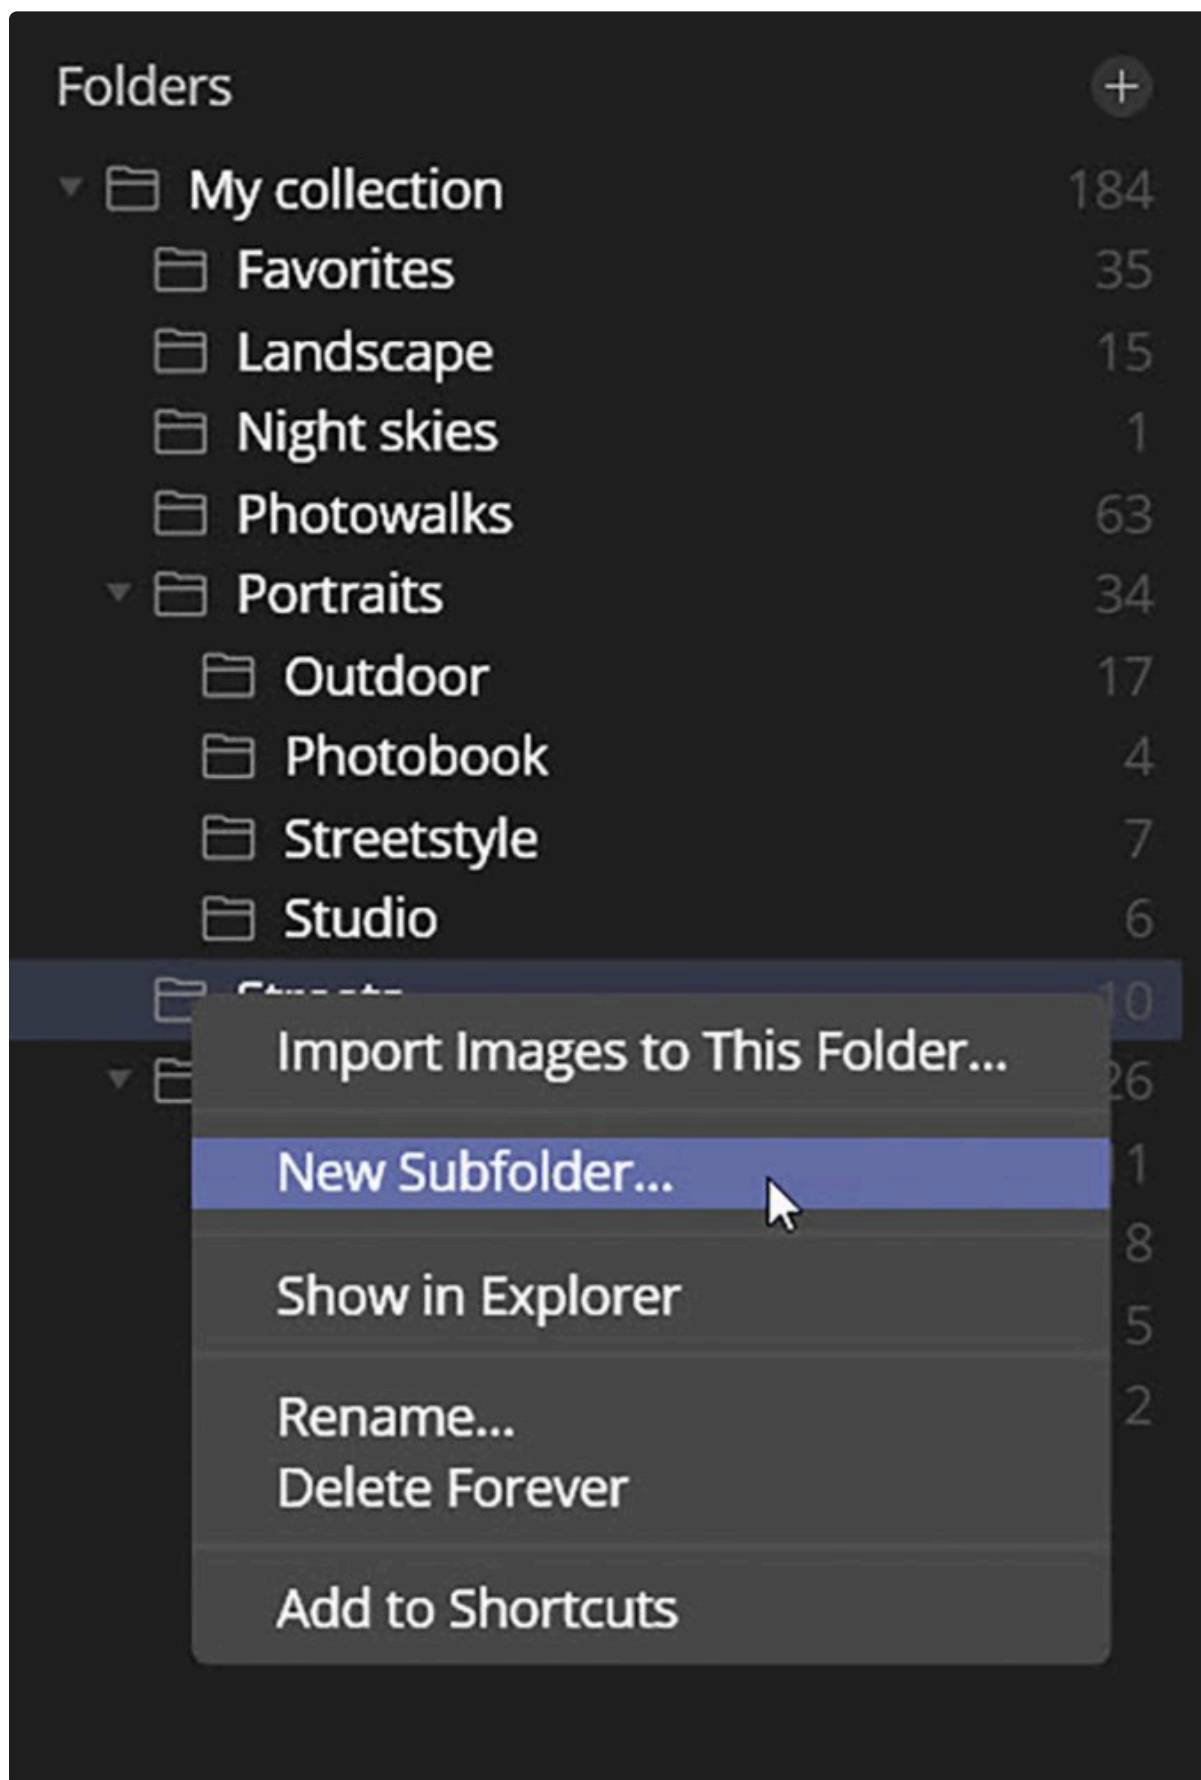 Folders
My collection 184
Favorites 35
Landscape 15
Night skies 1
Photowalks 63
Portraits 34
Outdoor 17
Photobook 4
Streetstyle 7
Studio 6
10
Import Images to This Folder...
26
New Subfolder... 1
8
Show in Explorer 5
Rename... 2
Delete Forever
Add to Shortcuts